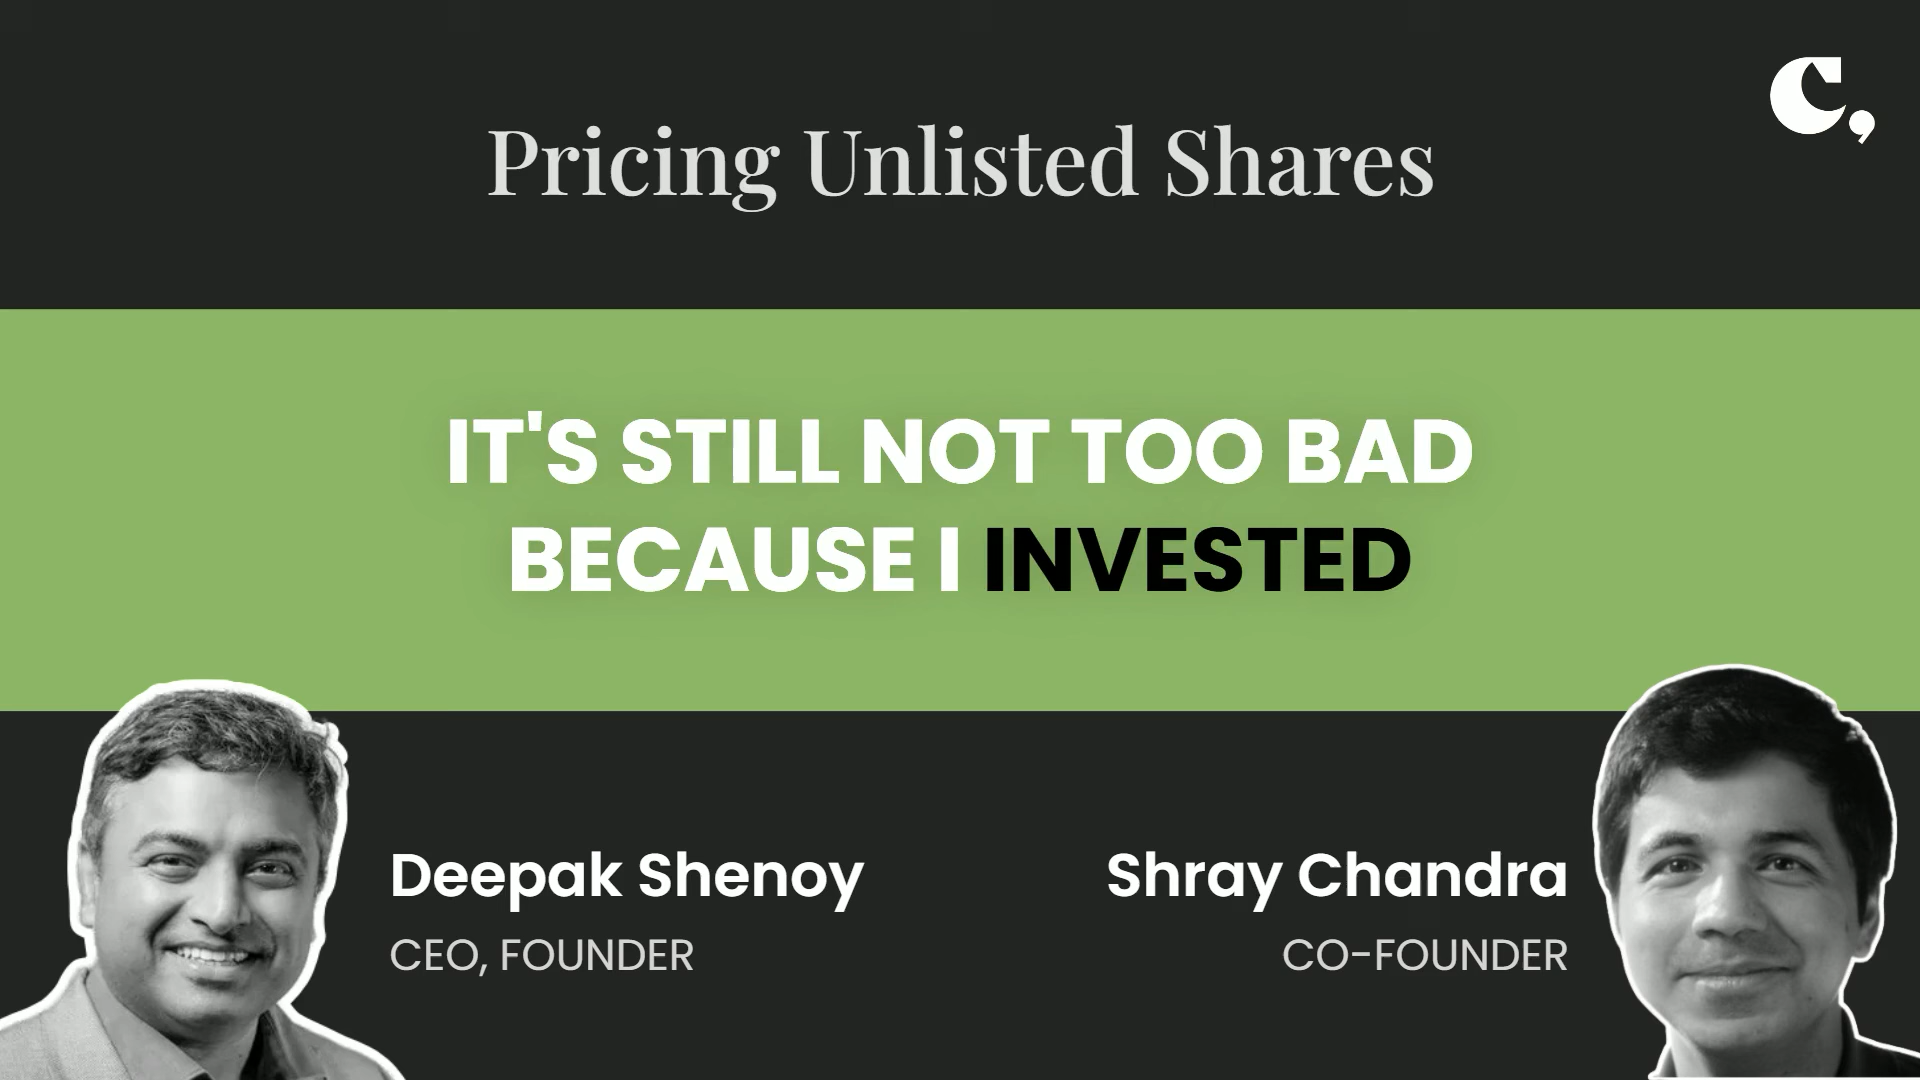 Pricing Unlisted Shares
IT'S STILL NOT TOO BAD
BECAUSE I INVESTED
Deepak Shenoy
CEO, FOUNDER
Shray Chandra
CO-FOUNDER